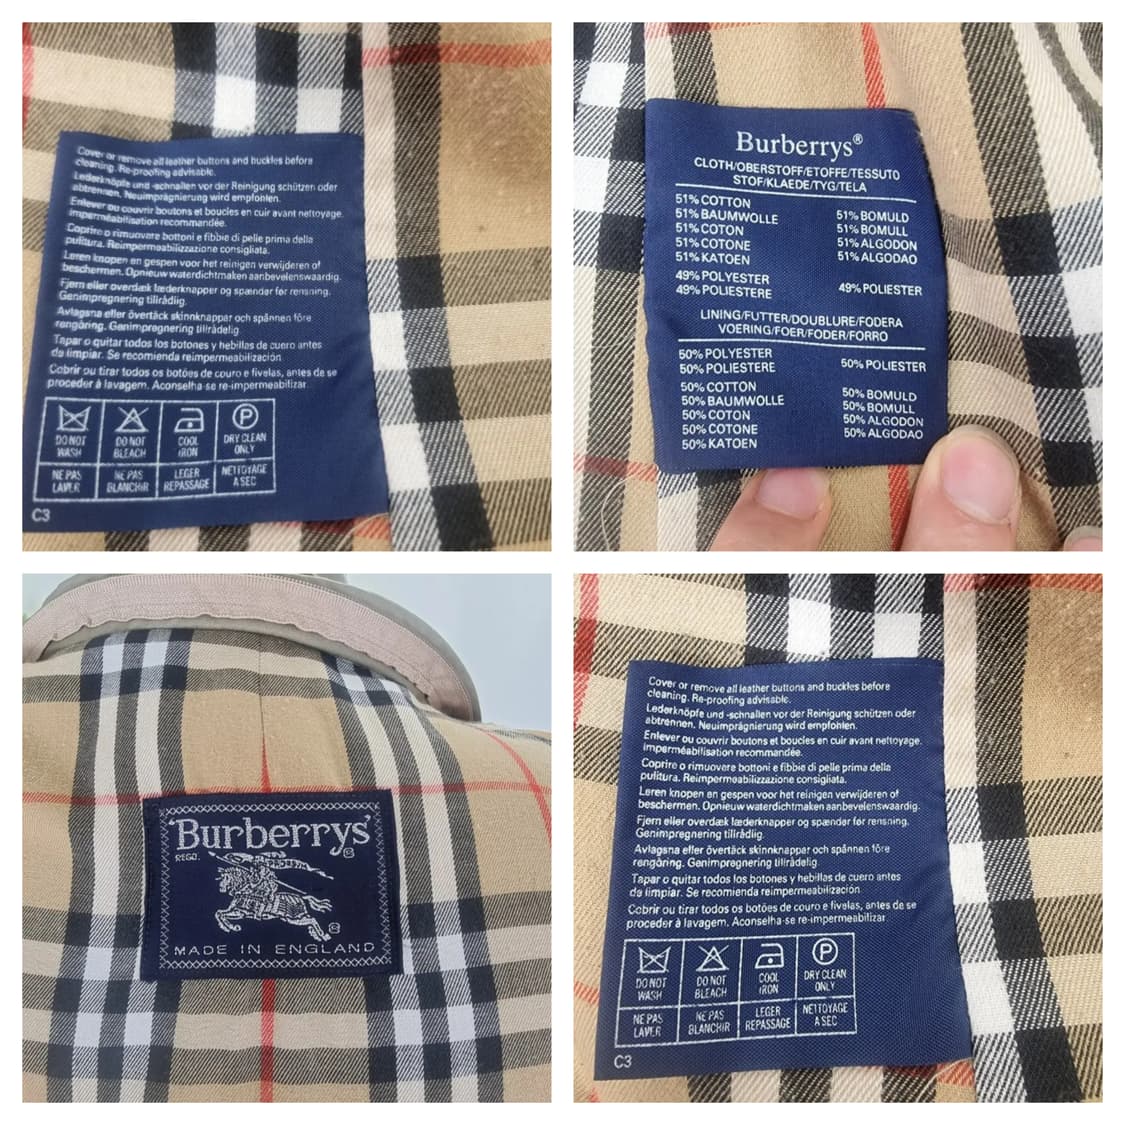 Cover or remove all leather buttons and buckles before
cleaning. Re-proofing advisable.
Lederknöpfe und -schnallen vor der Reinigung schützen oder
abtrennen. Neuimprägnierung wird empfohlen.
Enlever ou couvrir boutons et boucles en cuir avant nettoyage.
imperméabilisation recommandée.
Coprire o rimuovere bottoni e fibbie di pelle prima della
pulitura. Reimpermeabilizzazione consigliata.
Leren knopen en gespen voor het reinigen verwijderen of
beschermen. Opnieuw waterdichtmaken aanbevelenswaardig.
Fjern eller overdæk læderknapper og spænder før rensning.
Genimpregnering tillrådlig.
Avlagsna eller övertäck skinnknappar och spännen före
rengöring. Genimpregnering tillrådelig
Tapar o quitar todos los botones y hebillas de cuero antes
da limpiar. Se recomienda reimpermeabilización
Cobrir ou tirar todos os botões de couro e fivelas, antes de se
proceder à lavagem. Aconselha-se re-impermeabilizar.
DO NOT WASH
DO NOT BLEACH
COOL IRON
P
DRY CLEAN ONLY
NE PAS LAVER
NE PAS BLANCHIR
LEGER REPASSAGE
NETTOYAGE A SEC
C3
Burberrys®
CLOTH/OBERSTOFF/ETOFFE/TESSUTO
STOF/KLAEDE/TYG/TELA
51% COTTON
51% BAUMWOLLE 51% BOMULD
51% COTON 51% BOMULL
51% COTONE 51% ALGODON
51% KATOEN 51% ALGODAO
49% POLYESTER
49% POLIESTERE 49% POLIESTER
LINING/FUTTER/DOUBLURE/FODERA
VOERING/FOER/FODER/FORRO
50% POLYESTER
50% POLIESTERE 50% POLIESTER
50% COTTON
50% BAUMWOLLE 50% BOMULD
50% COTON 50% BOMULL
50% COTONE 50% ALGODON
50% KATOEN 50% ALGODAO
'Burberrys'
REGD. ®
PRORSUM
®
MADE IN ENGLAND
Cover or remove all leather buttons and buckles before
cleaning. Re-proofing advisable.
Lederknöpfe und -schnallen vor der Reinigung schützen oder
abtrennen. Neuimprägnierung wird empfohlen.
Enlever ou couvrir boutons et boucles en cuir avant nettoyage.
imperméabilisation recommandée.
Coprire o rimuovere bottoni e fibbie di pelle prima della
pulitura. Reimpermeabilizzazione consigliata.
Leren knopen en gespen voor het reinigen verwijderen of
beschermen. Opnieuw waterdichtmaken aanbevelenswaardig.
Fjern eller overdæk læderknapper og spænder før rensning.
Genimpregnering tillrådlig.
Avlagsna eller övertäck skinnknappar och spännen före
rengöring. Genimpregnering tillrådelig
Tapar o quitar todos los botones y hebillas de cuero antes
da limpiar. Se recomienda reimpermeabilización
Cobrir ou tirar todos os botões de couro e fivelas, antes de se
proceder à lavagem. Aconselha-se re-impermeabilizar.
DO NOT WASH
DO NOT BLEACH
COOL IRON
P
DRY CLEAN ONLY
NE PAS LAVER
NE PAS BLANCHIR
LEGER REPASSAGE
NETTOYAGE A SEC
C3